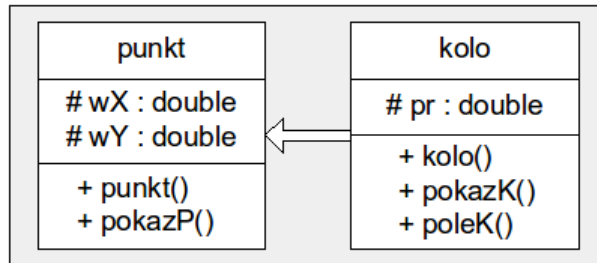 punkt
# wX : double
# wY : double
+ punkt()
+ pokazP()
kolo
# pr : double
+ kolo()
+ pokazK()
+ poleK()